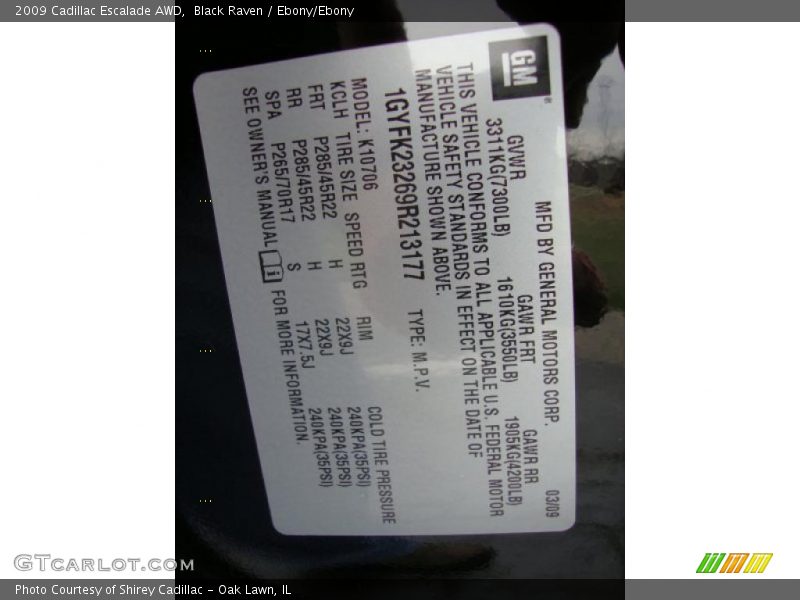 2009 Cadillac Escalade AWD,  Black Raven / Ebony/Ebony
GM
MFD BY GENERAL MOTORS CORP. 03/09
GVWR GAWR FRT GAWR RR
3311KG(7300LB) 1610KG(3550LB) 1905KG(4200LB)
THIS VEHICLE CONFORMS TO ALL APPLICABLE U.S. FEDERAL MOTOR
VEHICLE SAFETY STANDARDS IN EFFECT ON THE DATE OF
MANUFACTURE SHOWN ABOVE.
1GYFK23269R213177 TYPE: M.P.V.
MODEL: K10706 COLD TIRE PRESSURE
KCLH TIRE SIZE SPEED RTG RIM
FRT P285/45R22 H 22X9J 240KPA(35PSI)
RR P285/45R22 H 22X9J 240KPA(35PSI)
SPA P265/70R17 S 17X7.5J 240KPA(35PSI)
SEE OWNER'S MANUAL i FOR MORE INFORMATION.
GTcarlot.com
Photo Courtesy of Shirey Cadillac - Oak Lawn, IL